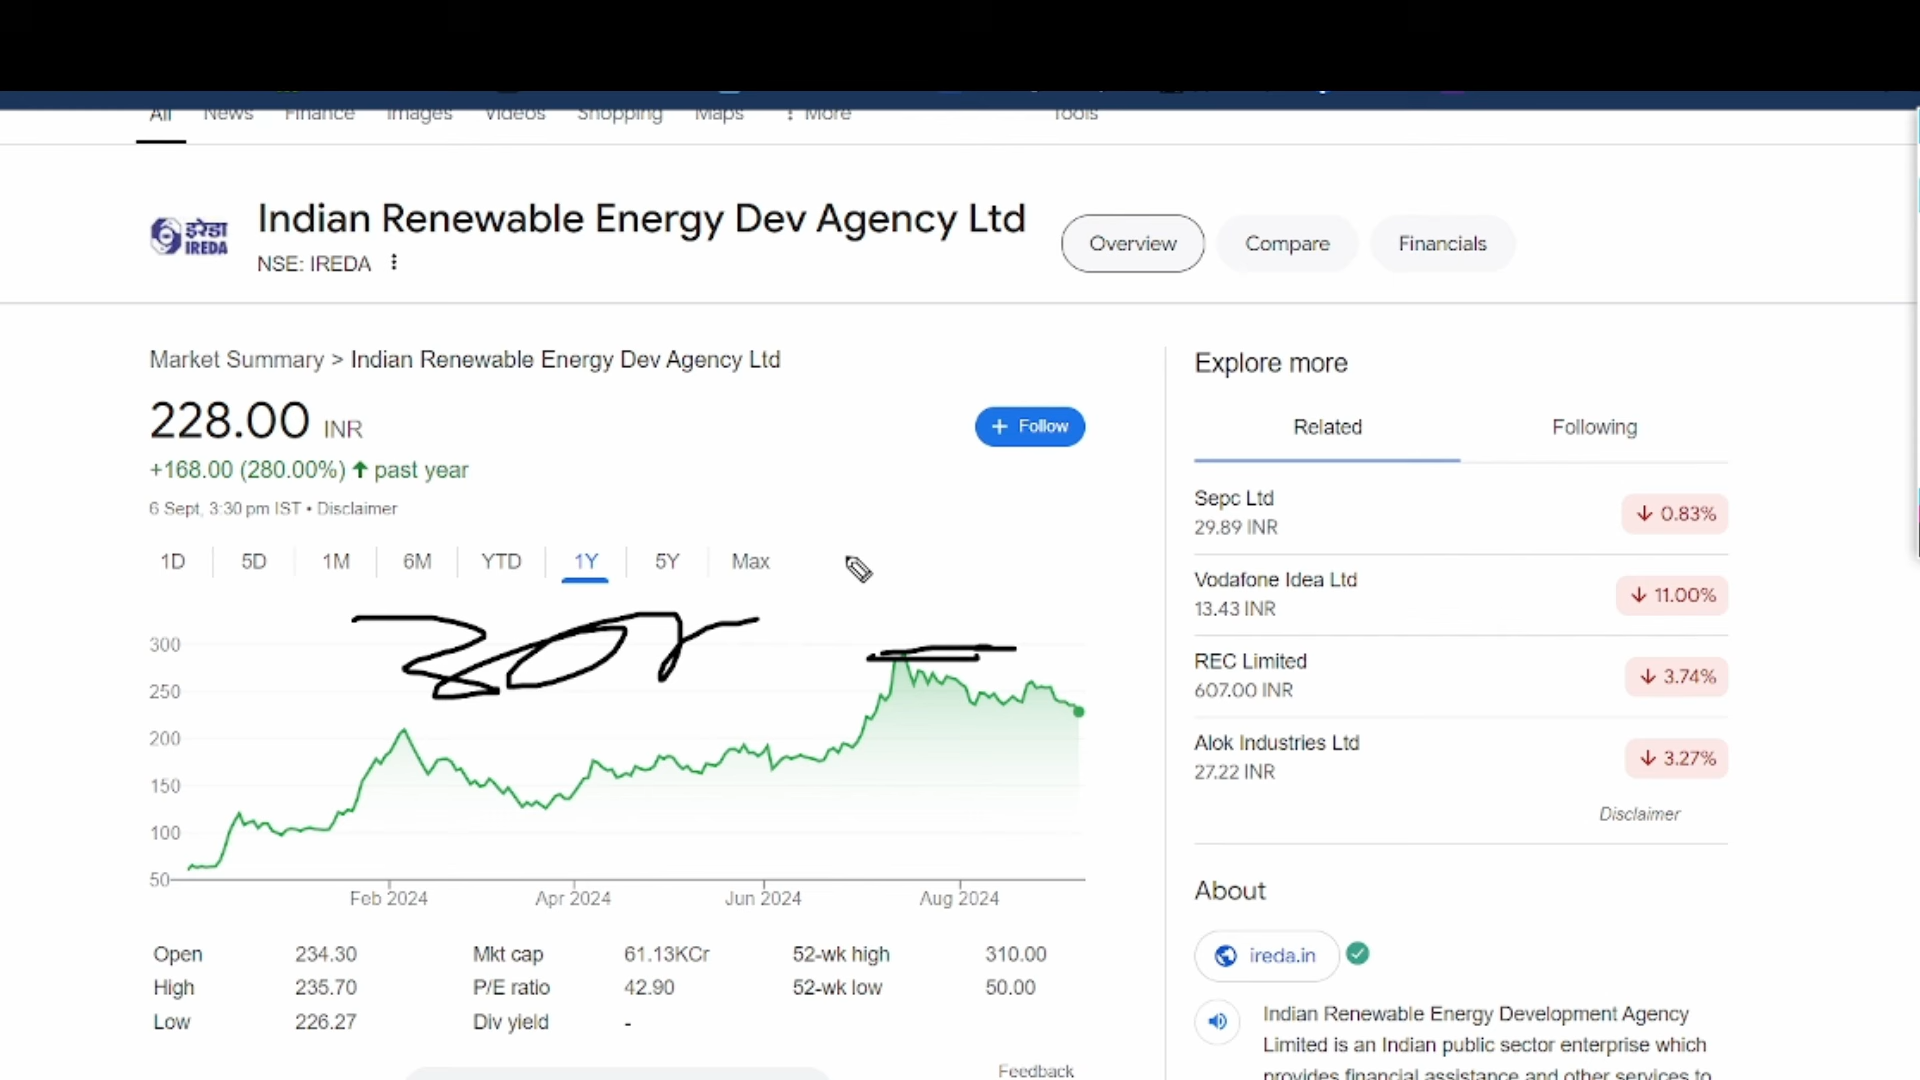 All News Finance Images Videos Shopping Maps More Tools
इरेडा
IREDA
Indian Renewable Energy Dev Agency Ltd
NSE: IREDA
Overview Compare Financials
Market Summary > Indian Renewable Energy Dev Agency Ltd
228.00 INR
+ Follow
+168.00 (280.00%) ↑ past year
6 Sept, 3:30 pm IST • Disclaimer
1D 5D 1M 6M YTD 1Y 5Y Max
300
250
200
150
100
50
Feb 2024 Apr 2024 Jun 2024 Aug 2024
Open 234.30 Mkt cap 61.13KCr 52-wk high 310.00
High 235.70 P/E ratio 42.90 52-wk low 50.00
Low 226.27 Div yield -
Feedback
Explore more
Related Following
Sepc Ltd
29.89 INR
↓ 0.83%
Vodafone Idea Ltd
13.43 INR
↓ 11.00%
REC Limited
607.00 INR
↓ 3.74%
Alok Industries Ltd
27.22 INR
↓ 3.27%
Disclaimer
About
ireda.in
Indian Renewable Energy Development Agency
Limited is an Indian public sector enterprise which
provides financial assistance and other services to